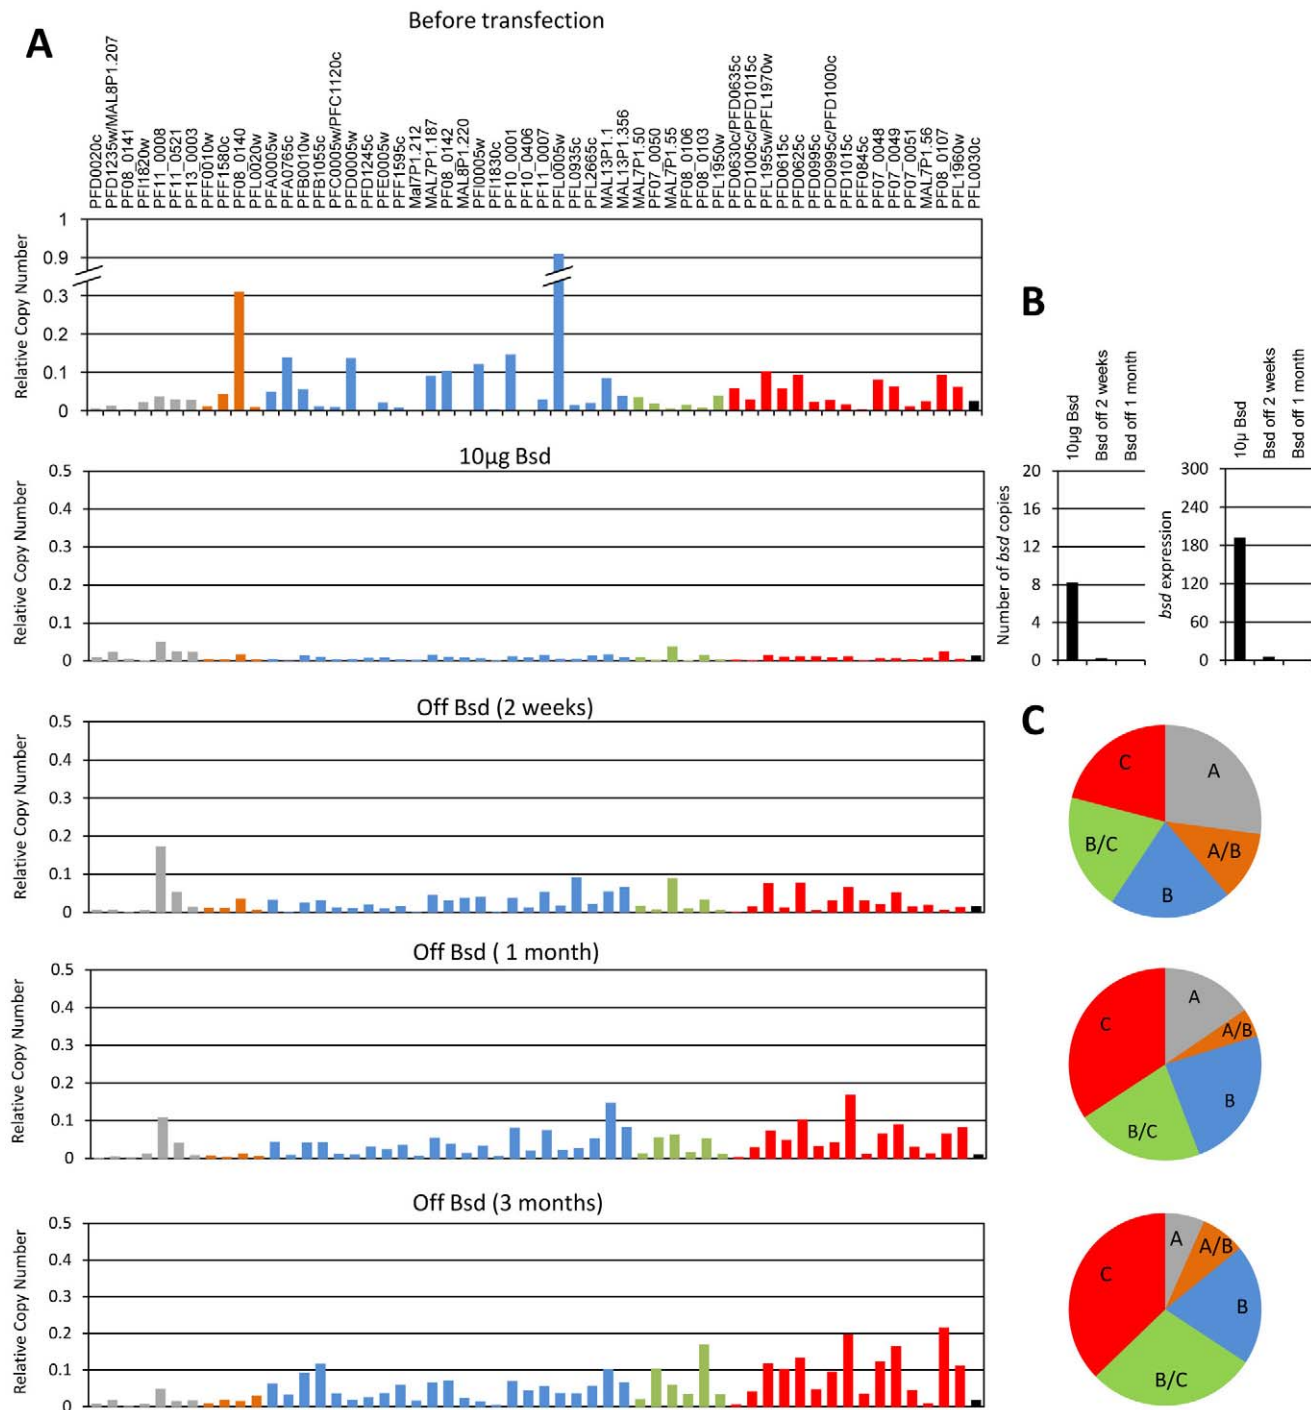 A
Before transfection
PFD0020c
PFD1235w/MAL8P1.207
PF08_0141
PFI1820w
PF11_0008
PF11_0521
PF13_0003
PFF0010w
PFF1580c
PF08_0140
PFL0020w
PFA0005w
PFA0765c
PFB0010w
PFB1055c
PFC0005w/PFC1120c
PFD0005w
PFD1245c
PFE0005w
PFF1595c
Mal7P1.212
MAL7P1.187
PF08_0142
MAL8P1.220
PFI0005w
PFI1830c
PF10_0001
PF10_0406
PF11_0007
PFL0005w
PFL0935c
PFL2665c
MAL13P1.1
MAL13P1.356
MAL7P1.50
PF07_0050
MAL7P1.55
PF08_0106
PF08_0103
PFL1950w
PFD0630c/PFD0635c
PFD1005c/PFD1015c
PFL1955w/PFL1970w
PFD0615c
PFD0625c
PFD0995c
PFD0995c/PFD1000c
PFD1015c
PFF0845c
PF07_0048
PF07_0049
PF07_0051
MAL7P1.56
PF08_0107
PFL1960w
PFL0030c
Relative Copy Number
1
0.9
0.3
0.2
0.1
0
10µg Bsd
Relative Copy Number
0.5
0.4
0.3
0.2
0.1
0
Off Bsd (2 weeks)
Relative Copy Number
0.5
0.4
0.3
0.2
0.1
0
Off Bsd ( 1 month)
Relative Copy Number
0.5
0.4
0.3
0.2
0.1
0
Off Bsd (3 months)
Relative Copy Number
0.5
0.4
0.3
0.2
0.1
0
B
10µg Bsd
Bsd off 2 weeks
Bsd off 1 month
Number of bsd copies
20
16
12
8
4
0
10µ Bsd
Bsd off 2 weeks
Bsd off 1 month
bsd expression
300
240
180
120
60
0
C
C
A
B/C
A/B
B
A
C
A/B
B
B/C
A
A/B
C
B
B/C